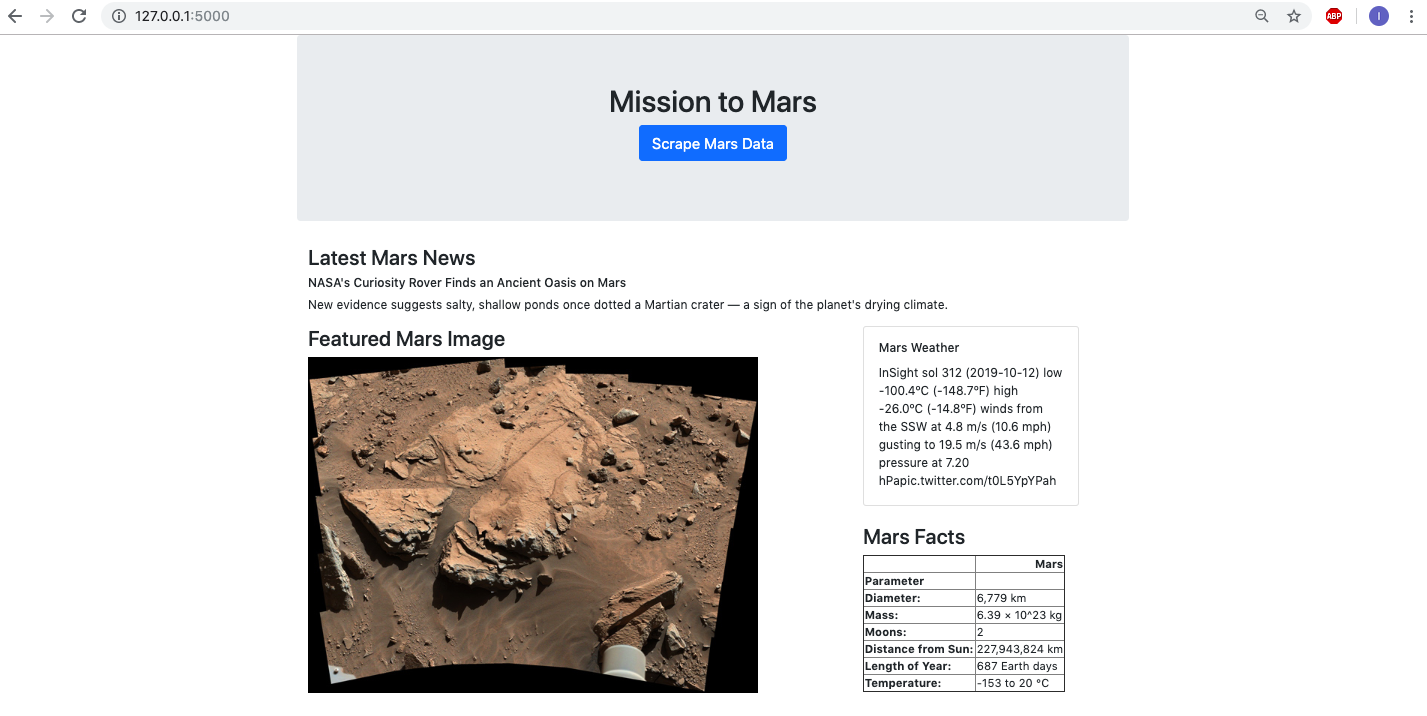 127.0.0.1:5000
ABP
I
Mission to Mars
Scrape Mars Data
Latest Mars News
NASA's Curiosity Rover Finds an Ancient Oasis on Mars
New evidence suggests salty, shallow ponds once dotted a Martian crater — a sign of the planet's drying climate.
Featured Mars Image
Mars Weather
InSight sol 312 (2019-10-12) low
-100.4ºC (-148.7ºF) high
-26.0ºC (-14.8ºF) winds from
the SSW at 4.8 m/s (10.6 mph)
gusting to 19.5 m/s (43.6 mph)
pressure at 7.20
hPapic.twitter.com/t0L5YpYPah
Mars Facts
Mars
Parameter
Diameter: 6,779 km
Mass: 6.39 × 10^23 kg
Moons: 2
Distance from Sun: 227,943,824 km
Length of Year: 687 Earth days
Temperature: -153 to 20 °C